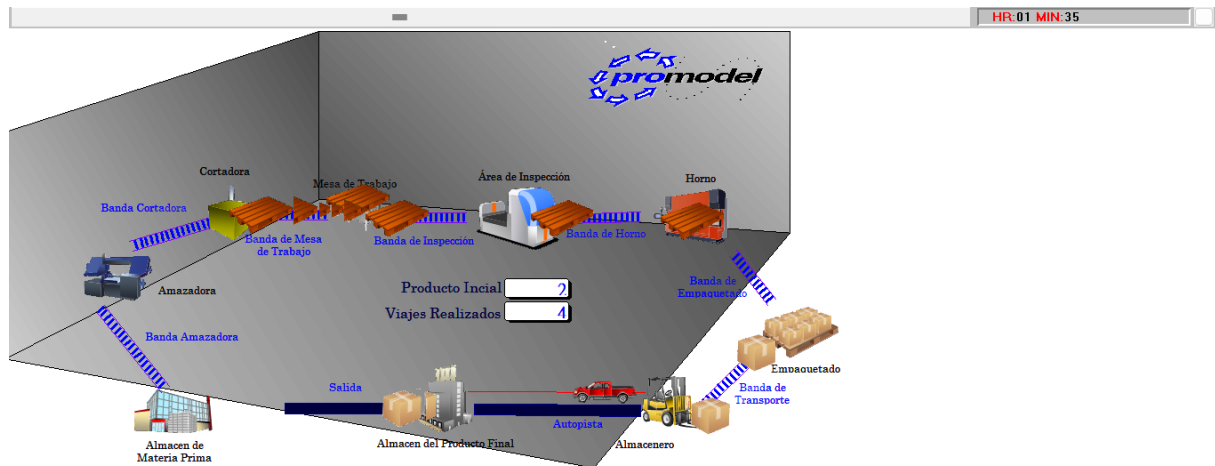 HR:01 MIN:35
promodel
Cortadora
Mesa de Trabajo
Área de Inspección
Horno
Banda Cortadora
Banda de Mesa
de Trabajo
Banda de Inspección
Banda de Horno
Amazadora
Producto Incial 2
Viajes Realizados 4
Banda de
Empaquetado
Banda Amazadora
Empaquetado
Salida
Banda de
Transporte
Autopista
Almacen de
Materia Prima
Almacen del Producto Final
Almacenero